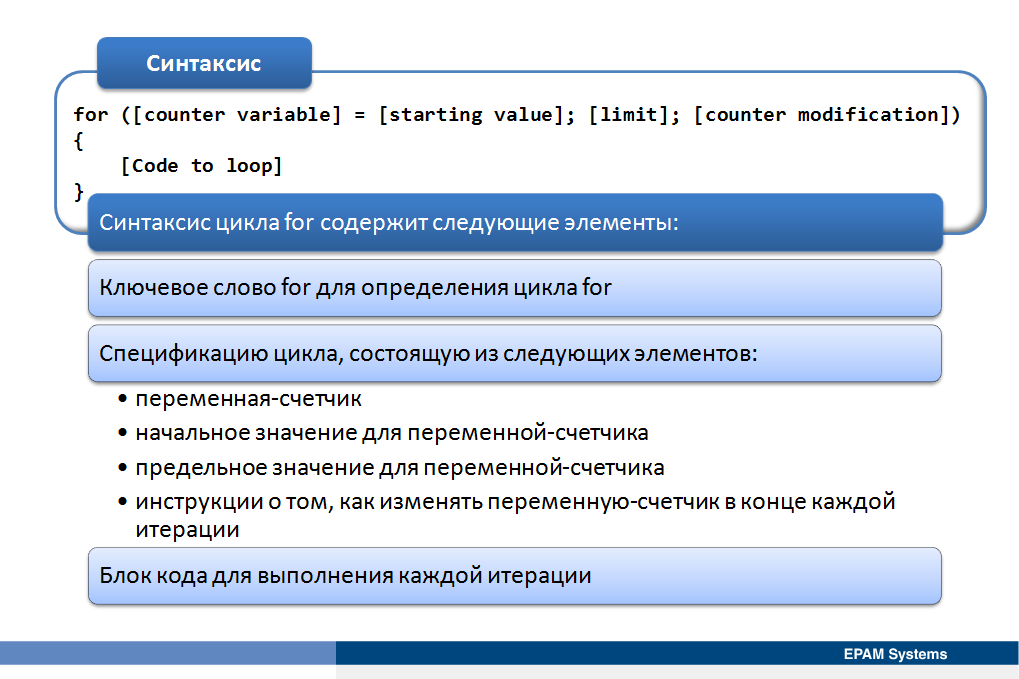 Синтаксис
for ([counter variable] = [starting value]; [limit]; [counter modification])
{
[Code to loop]
}
Синтаксис цикла for содержит следующие элементы:
Ключевое слово for для определения цикла for
Спецификацию цикла, состоящую из следующих элементов:
• переменная-счетчик
• начальное значение для переменной-счетчика
• предельное значение для переменной-счетчика
• инструкции о том, как изменять переменную-счетчик в конце каждой
итерации
Блок кода для выполнения каждой итерации
EPAM Systems